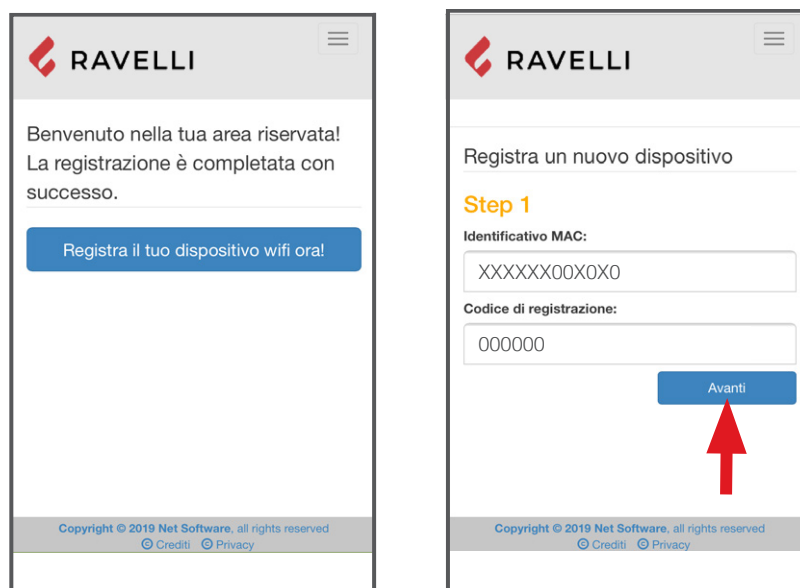 RAVELLI
Benvenuto nella tua area riservata!
La registrazione è completata con
successo.
Registra il tuo dispositivo wifi ora!
Copyright © 2019 Net Software, all rights reserved
© Crediti © Privacy
RAVELLI
Registra un nuovo dispositivo
Step 1
Identificativo MAC:
XXXXXX00X0X0
Codice di registrazione:
000000
Avanti
Copyright © 2019 Net Software, all rights reserved
© Crediti © Privacy